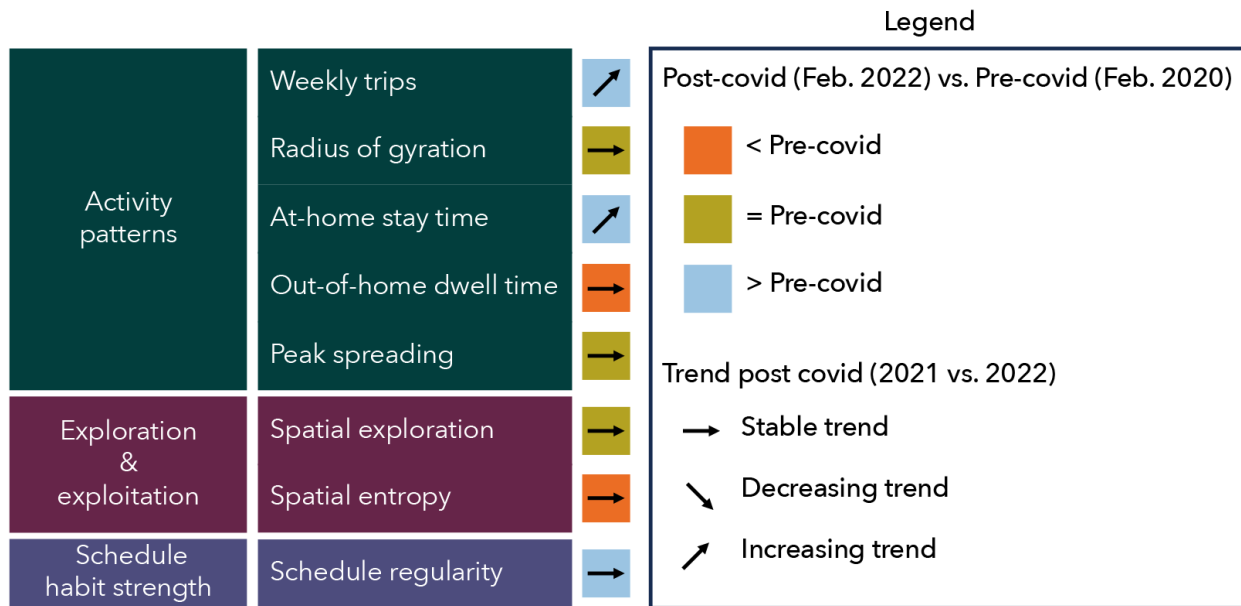 Legend
Activity
patterns
Weekly trips
Radius of gyration
At-home stay time
Out-of-home dwell time
Peak spreading
Exploration
&
exploitation
Spatial exploration
Spatial entropy
Schedule
habit strength
Schedule regularity
Post-covid (Feb. 2022) vs. Pre-covid (Feb. 2020)
< Pre-covid
= Pre-covid
> Pre-covid
Trend post covid (2021 vs. 2022)
Stable trend
Decreasing trend
Increasing trend